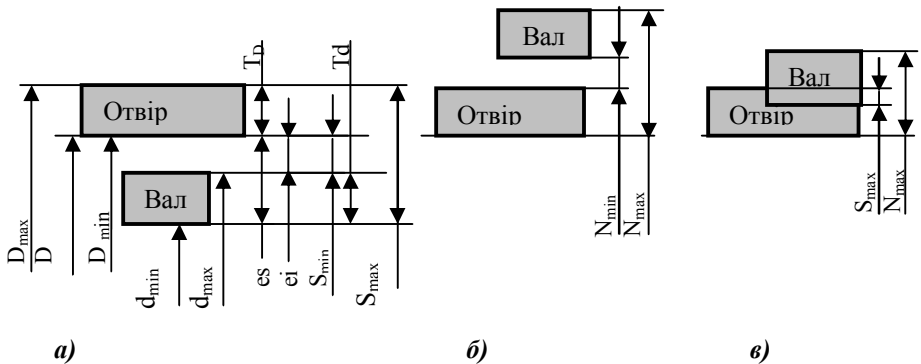 T_D
Td
Отвір
Вал
D_max
D
D_min
d_min
d_max
es
ei
S_min
S_max
а)
Вал
Отвір
N_min
N_max
б)
Вал
Отвір
S_max
N_max
в)